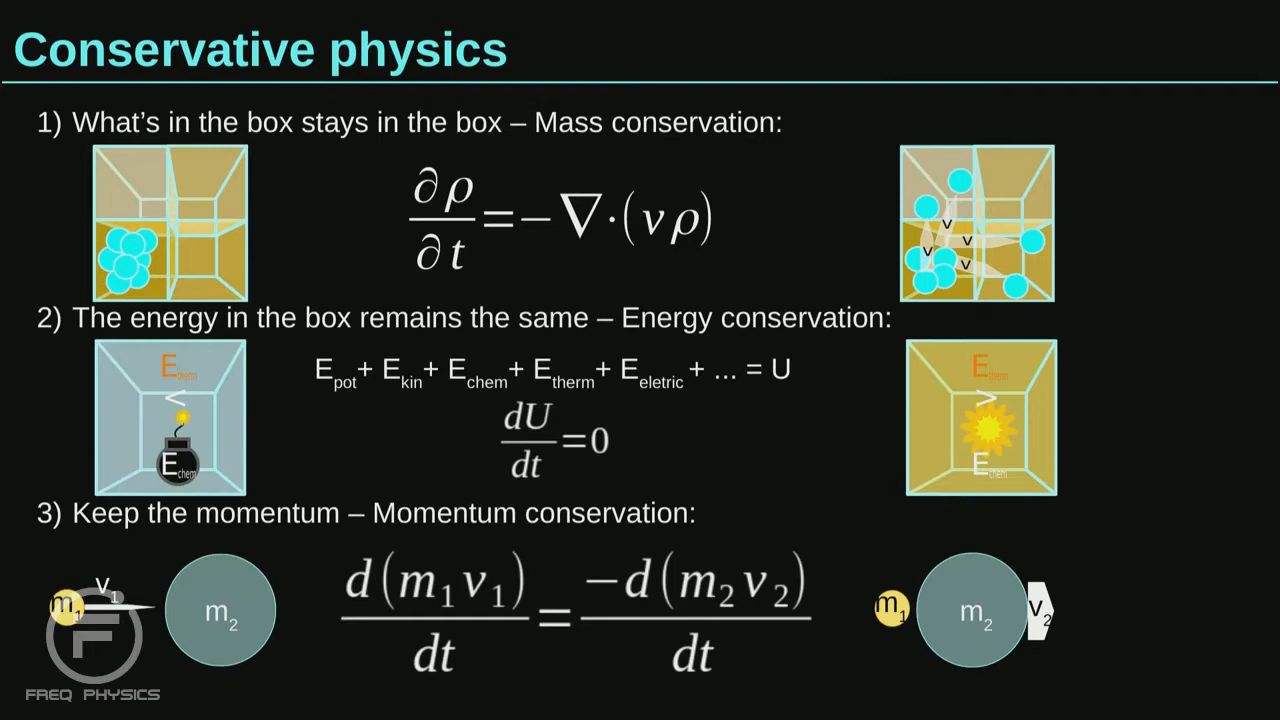 Conservative physics
1) What's in the box stays in the box – Mass conservation:
∂ρ/∂t = −∇·(vρ)
v
v
v
v
2) The energy in the box remains the same – Energy conservation:
E_therm
<
E_chem
E_pot + E_kin + E_chem + E_therm + E_eletric + ... = U
dU/dt = 0
E_therm
>
E_chem
3) Keep the momentum – Momentum conservation:
m_1 v_1 m_2
d(m_1 v_1)/dt = −d(m_2 v_2)/dt
m_1 m_2 v_2
FREQ PHYSICS